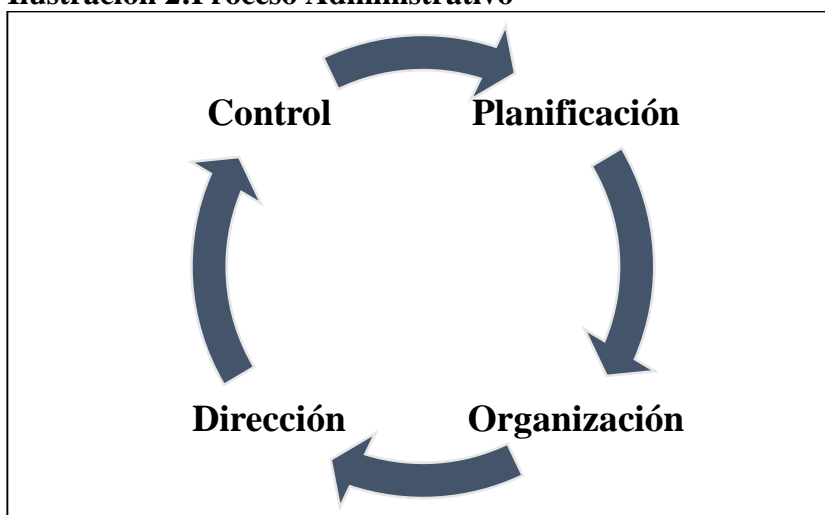 Ilustración 2.Proceso Administrativo
Control Planificación
Dirección Organización